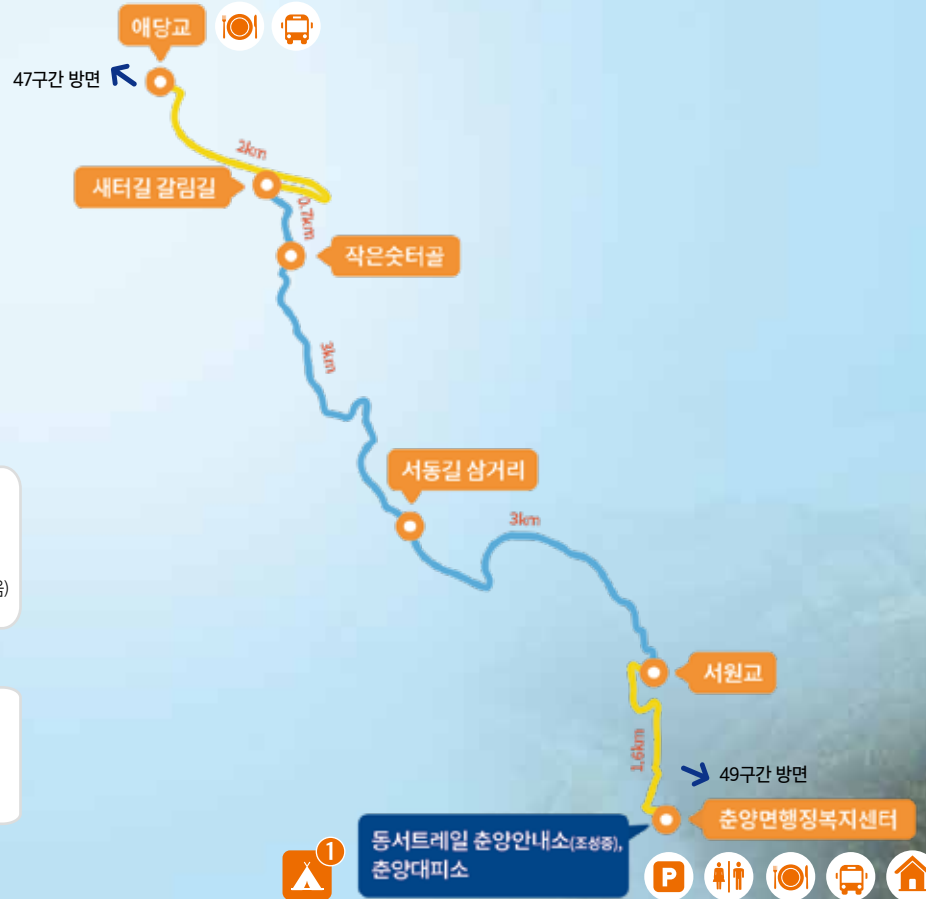 애당교
47구간 방면
2km
새터길 갈림길
0.7km
작은숯터골
3km
서동길 삼거리
3km
음)
서원교
1.6km
49구간 방면
춘양면행정복지센터
동서트레일 춘양안내소(조성중),
춘양대피소
1
P